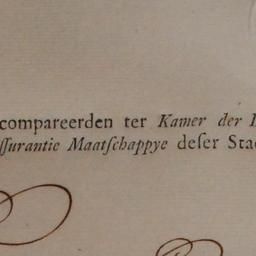 compareerden ter Kamer der
ſſurantie Maatſchappye deſer Sta